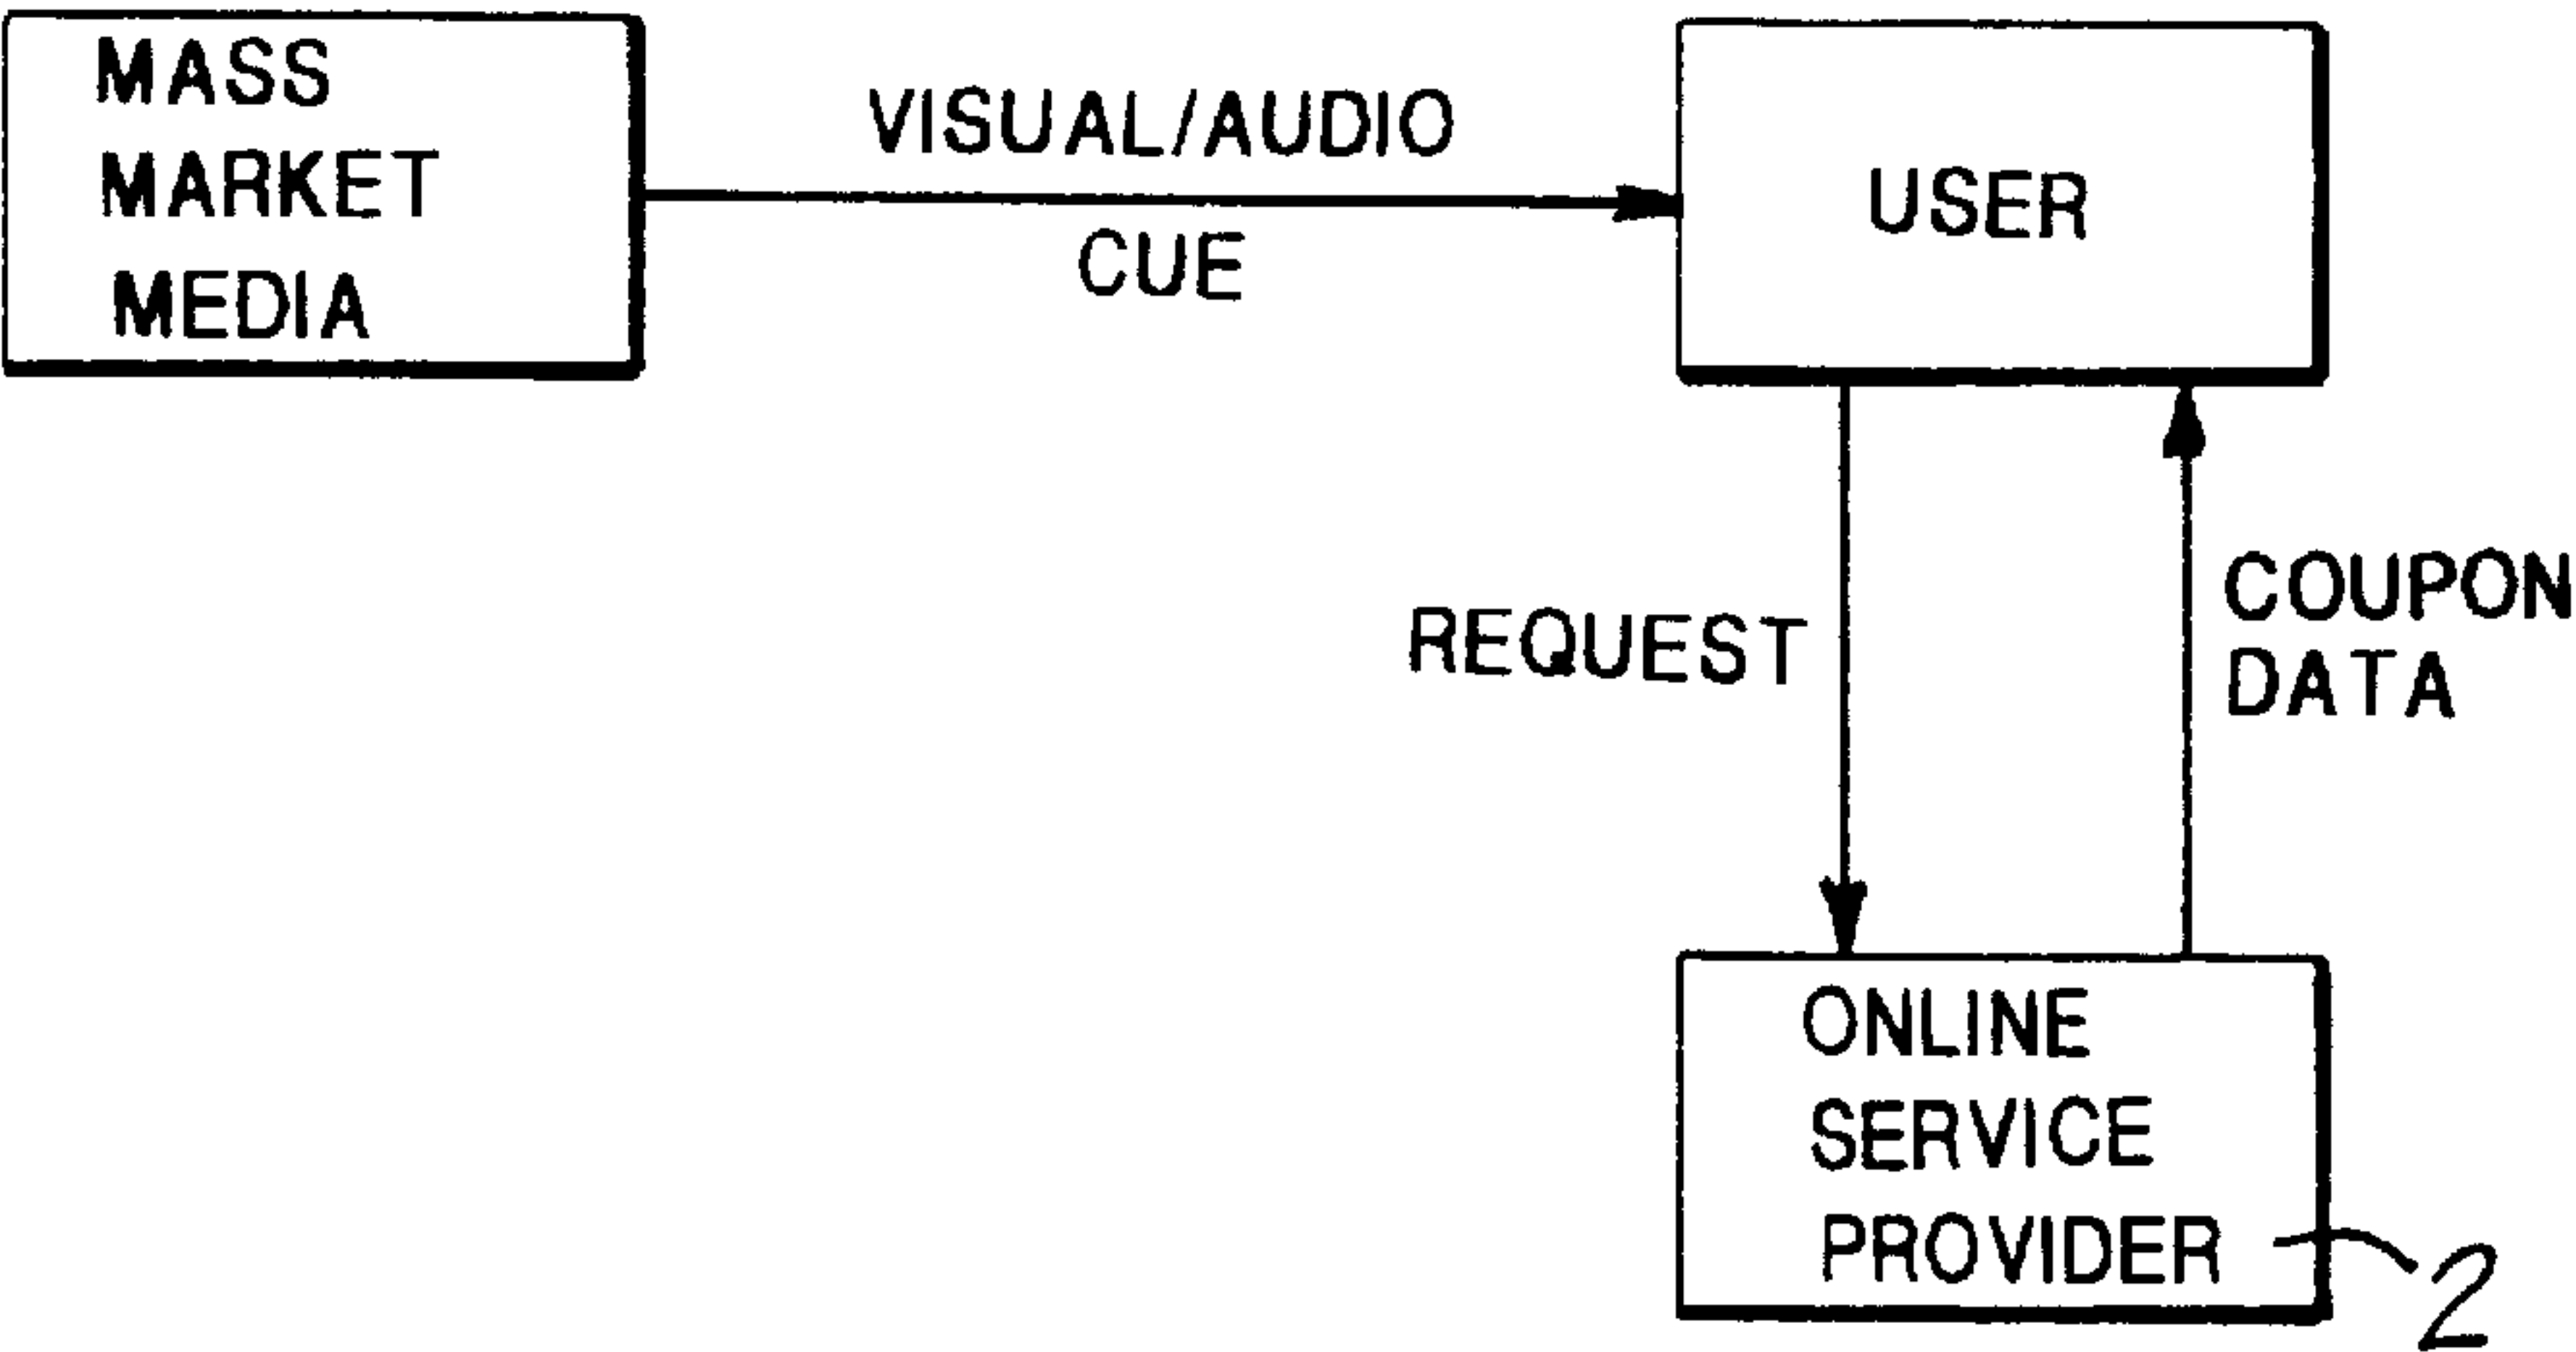 MASS
MARKET
MEDIA
VISUAL/AUDIO
CUE
USER
REQUEST
COUPON
DATA
ONLINE
SERVICE
PROVIDER
2